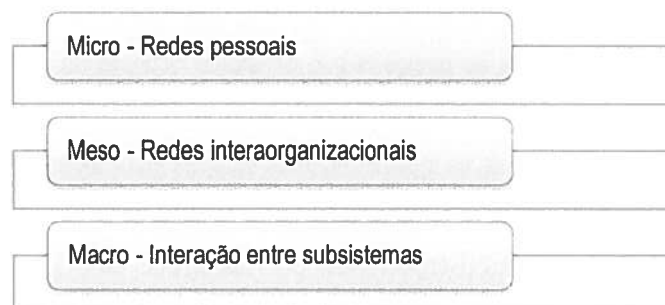 Micro - Redes pessoais
Meso - Redes interaorganizacionais
Macro - Interação entre subsistemas